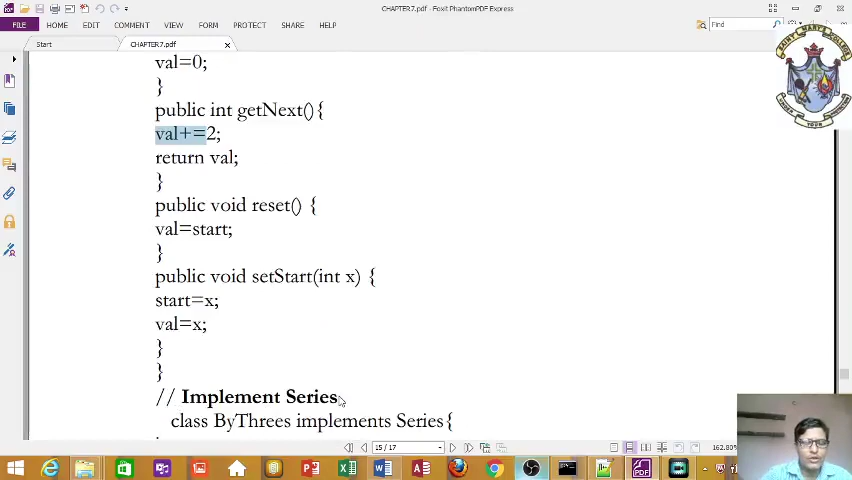 CHAPTER7.pdf - Foxit PhantomPDF Express
FILE HOME EDIT COMMENT VIEW FORM PROTECT SHARE HELP Find
Start CHAPTER7.pdf
val=0;
}
public int getNext(){
val+=2;
return val;
}
public void reset() {
val=start;
}
public void setStart(int x) {
start=x;
val=x;
}
}
// Implement Series
class ByThrees implements Series{
15 / 17 162.80%